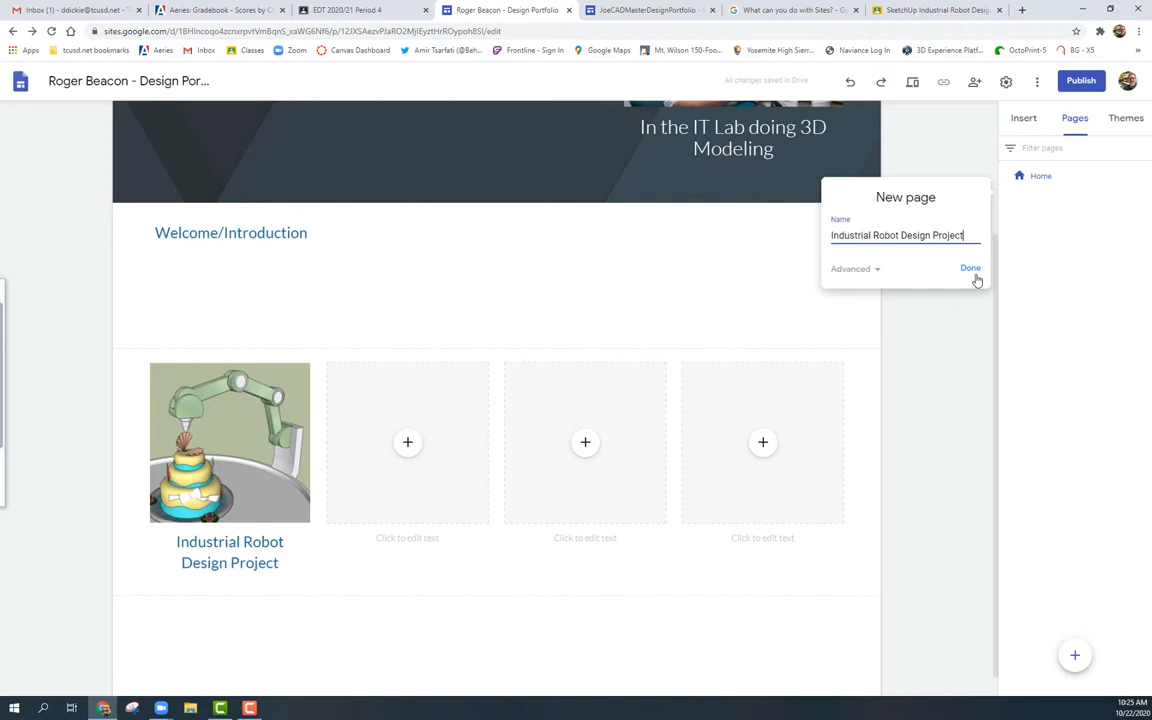 Inbox (1) - ddickie@tcusd.net - T
Aeries: Gradebook - Scores by C
EDT 2020/21 Period 4
Roger Beacon - Design Portfolio
JoeCADMasterDesignPortfolio -
What can you do with Sites? - Go
SketchUp Industrial Robot Desig
sites.google.com/d/1BHIncoqo4zcnxrpvtVmBqnS_xaWG6Nf6/p/12JXSAezvPJaRO2MjIEyztHrROypohSI/edit
Apps
tcusd.net bookmarks
Aeries
Inbox
Classes
Zoom
Canvas Dashboard
Amir Tsarfati (@Beh...
Frontline - Sign In
Google Maps
Mt. Wilson 150-Foo...
Yosemite High Sierr...
Naviance Log In
3D Experience Platf...
OctoPrint-5
BG - X5
»
Roger Beacon - Design Por...
All changes saved in Drive
Publish
Insert
Pages
Themes
Filter pages
Home
In the IT Lab doing 3D
Modeling
New page
Name
Industrial Robot Design Project
Advanced
Done
Welcome/Introduction
Industrial Robot
Design Project
Click to edit text
Click to edit text
Click to edit text
10:25 AM
10/22/2020